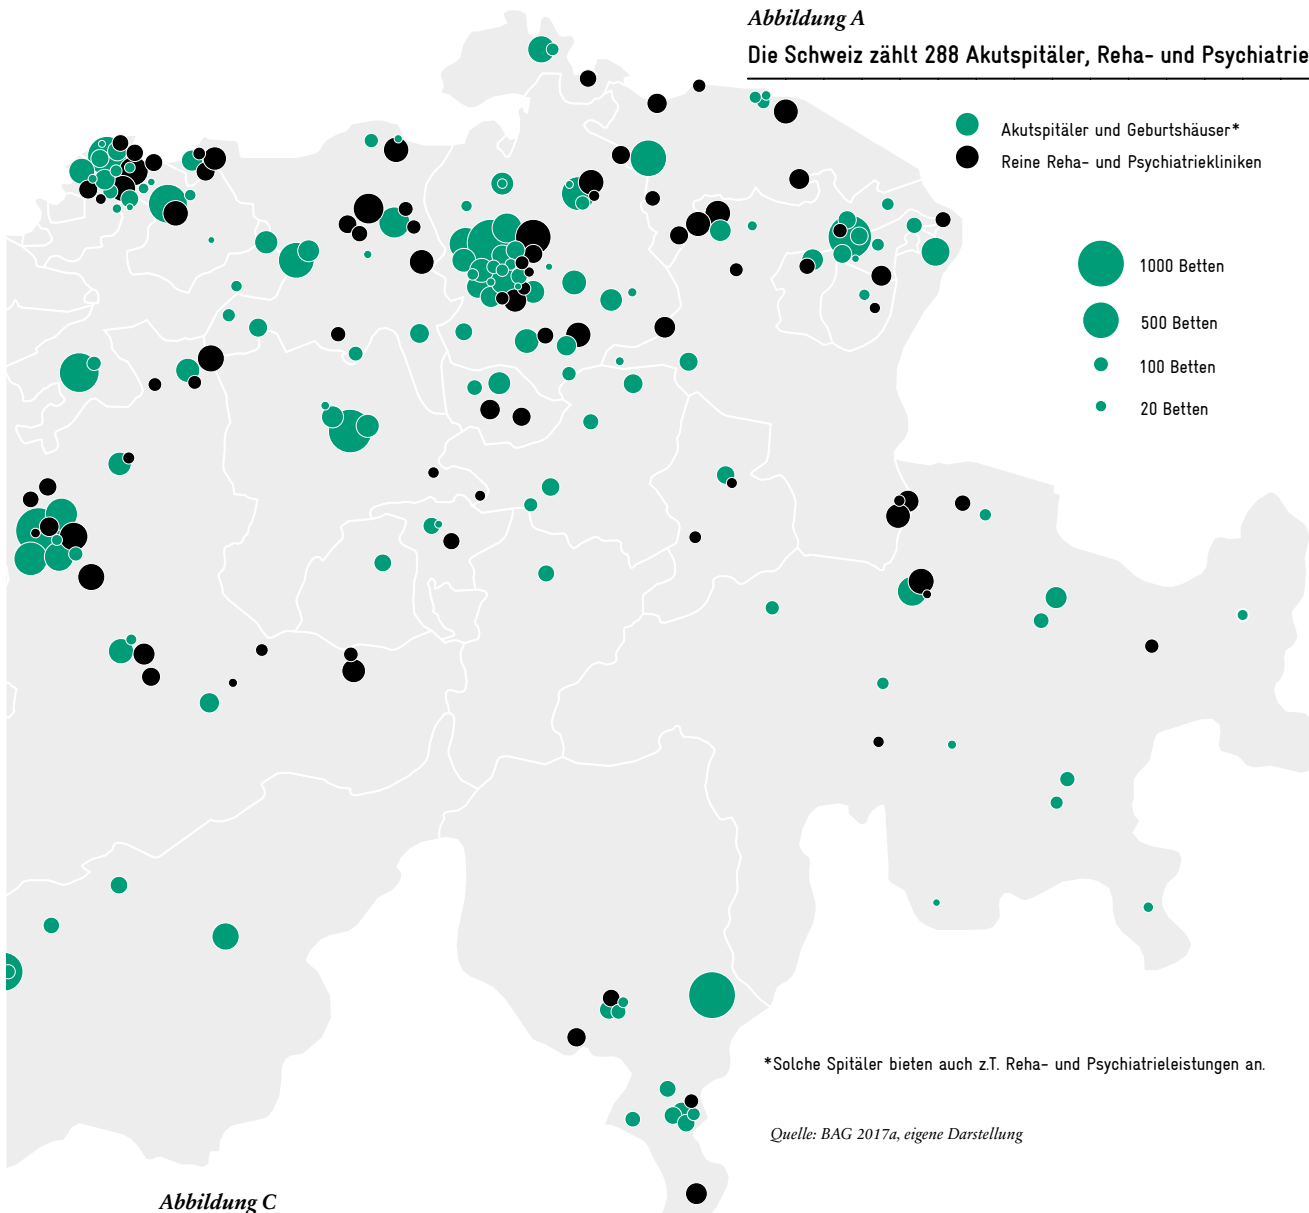 Abbildung A
Die Schweiz zählt 288 Akutspitäler, Reha- und Psychiatrie
Akutspitäler und Geburtshäuser*
Reine Reha- und Psychiatriekliniken
1000 Betten
500 Betten
100 Betten
20 Betten
*Solche Spitäler bieten auch z.T. Reha- und Psychiatrieleistungen an.
Quelle: BAG 2017a, eigene Darstellung
Abbildung C